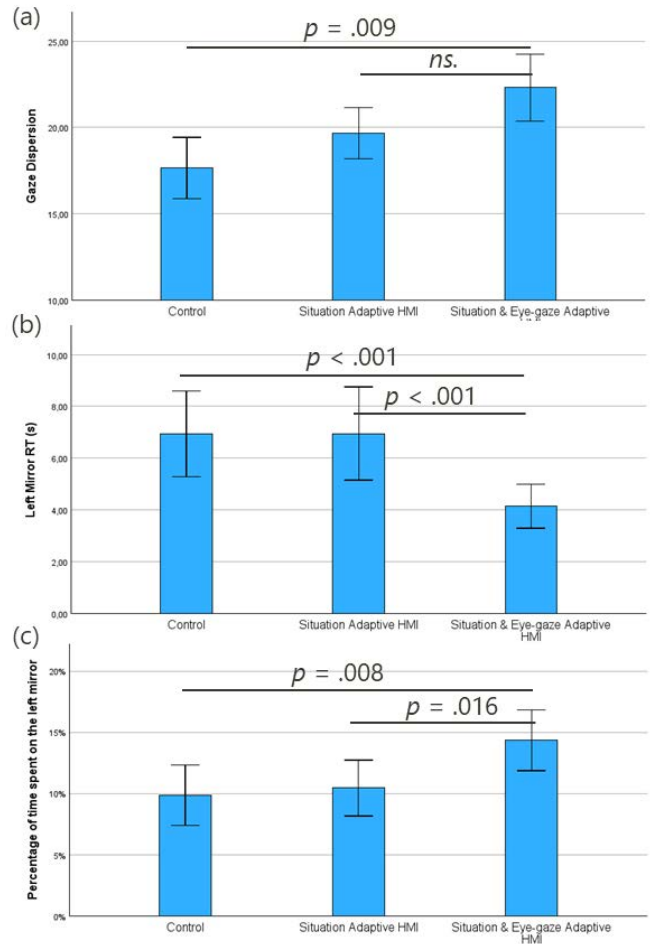 (a)
p = .009
ns.
25,00
20,00
15,00
10,00
Gaze Dispersion
Control
Situation Adaptive HMI
Situation & Eye-gaze Adaptive
(b)
p < .001
p < .001
10,00
8,00
6,00
4,00
2,00
0,00
Left Mirror RT (s)
Control
Situation Adaptive HMI
Situation & Eye-gaze Adaptive
HMI
(c)
p = .008
p = .016
20%
15%
10%
5%
0%
Percentage of time spent on the left mirror
Control
Situation Adaptive HMI
Situation & Eye-gaze Adaptive
HMI